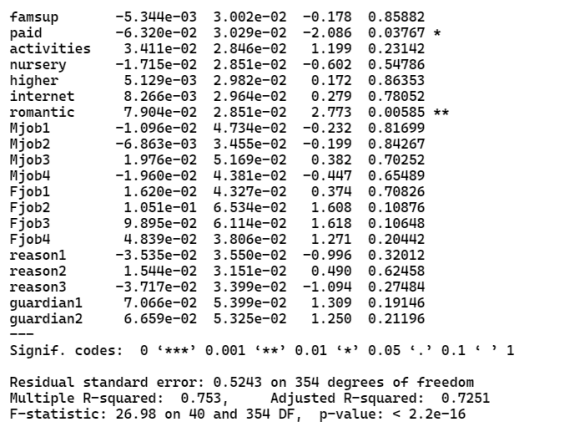 famsup -5.344e-03 3.002e-02 -0.178 0.85882
paid -6.320e-02 3.029e-02 -2.086 0.03767 *
activities 3.411e-02 2.846e-02 1.199 0.23142
nursery -1.715e-02 2.851e-02 -0.602 0.54786
higher 5.129e-03 2.982e-02 0.172 0.86353
internet 8.266e-03 2.964e-02 0.279 0.78052
romantic 7.904e-02 2.851e-02 2.773 0.00585 **
Mjob1 -1.096e-02 4.734e-02 -0.232 0.81699
Mjob2 -6.863e-03 3.455e-02 -0.199 0.84267
Mjob3 1.976e-02 5.169e-02 0.382 0.70252
Mjob4 -1.960e-02 4.381e-02 -0.447 0.65489
Fjob1 1.620e-02 4.327e-02 0.374 0.70826
Fjob2 1.051e-01 6.534e-02 1.608 0.10876
Fjob3 9.895e-02 6.114e-02 1.618 0.10648
Fjob4 4.839e-02 3.806e-02 1.271 0.20442
reason1 -3.535e-02 3.550e-02 -0.996 0.32012
reason2 1.544e-02 3.151e-02 0.490 0.62458
reason3 -3.717e-02 3.399e-02 -1.094 0.27484
guardian1 7.066e-02 5.399e-02 1.309 0.19146
guardian2 6.659e-02 5.325e-02 1.250 0.21196
---
Signif. codes: 0 ‘***’ 0.001 ‘**’ 0.01 ‘*’ 0.05 ‘.’ 0.1 ‘ ’ 1
Residual standard error: 0.5243 on 354 degrees of freedom
Multiple R-squared: 0.753, Adjusted R-squared: 0.7251
F-statistic: 26.98 on 40 and 354 DF, p-value: < 2.2e-16